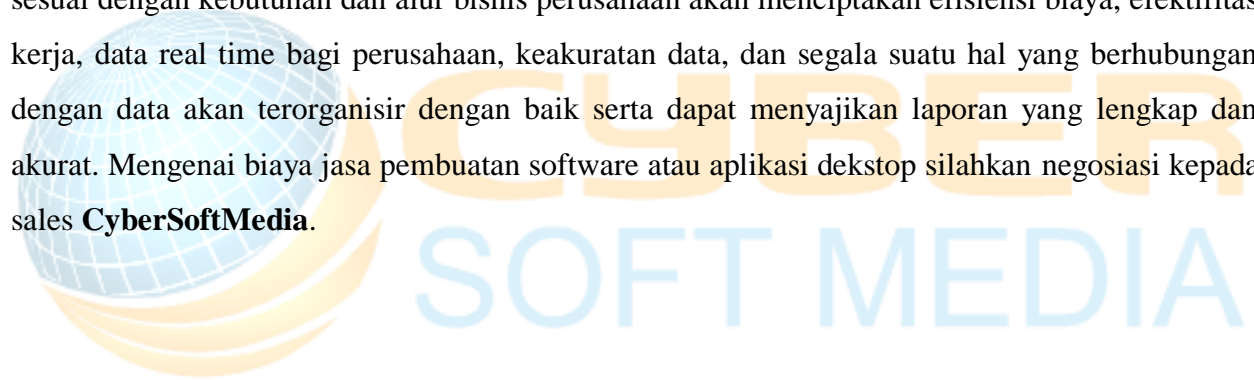 sesuai dengan kebutuhan dan alur bisnis perusahaan akan menciptakan efisiensi biaya, efektifitas
kerja, data real time bagi perusahaan, keakuratan data, dan segala suatu hal yang berhubungan
dengan data akan terorganisir dengan baik serta dapat menyajikan laporan yang lengkap dan
akurat. Mengenai biaya jasa pembuatan software atau aplikasi dekstop silahkan negosiasi kepada
sales CyberSoftMedia.
CYBER
SOFT MEDIA